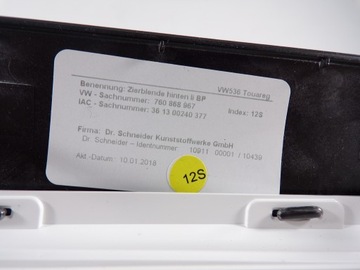 Benennung: Zierblende hinten li BP
VW536 Touareg
VW - Sachnummer: 760 868 967
Index: 12S
IAC - Sachnummer: 36 13 00240 377
Firma: Dr. Schneider Kunststoffwerke GmbH
Dr. Schneider - Identnummer: 10911 00001 / 10439
Akt.-Datum: 10.01.2018
12S